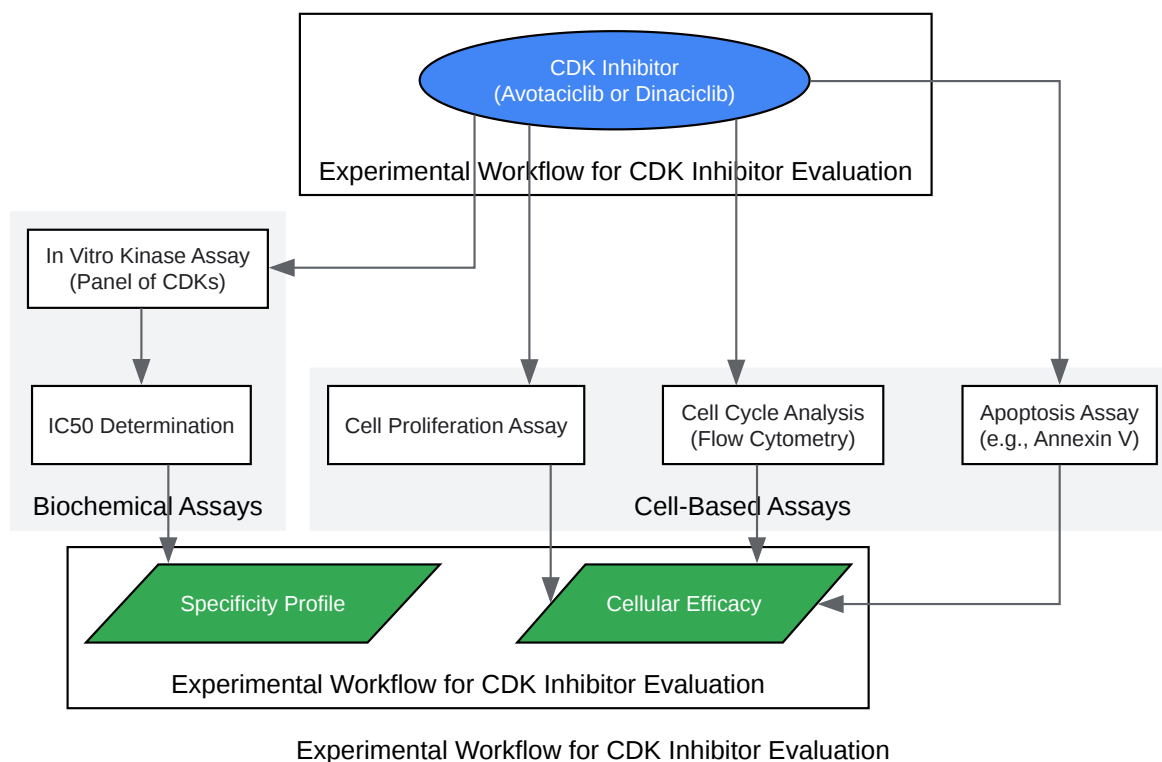 CDK Inhibitor
(Avotaciclib or Dinaciclib)
Experimental Workflow for CDK Inhibitor Evaluation
In Vitro Kinase Assay
(Panel of CDKs)
IC50 Determination
Biochemical Assays
Cell Proliferation Assay
Cell Cycle Analysis
(Flow Cytometry)
Apoptosis Assay
(e.g., Annexin V)
Cell-Based Assays
Specificity Profile
Cellular Efficacy
Experimental Workflow for CDK Inhibitor Evaluation
Experimental Workflow for CDK Inhibitor Evaluation